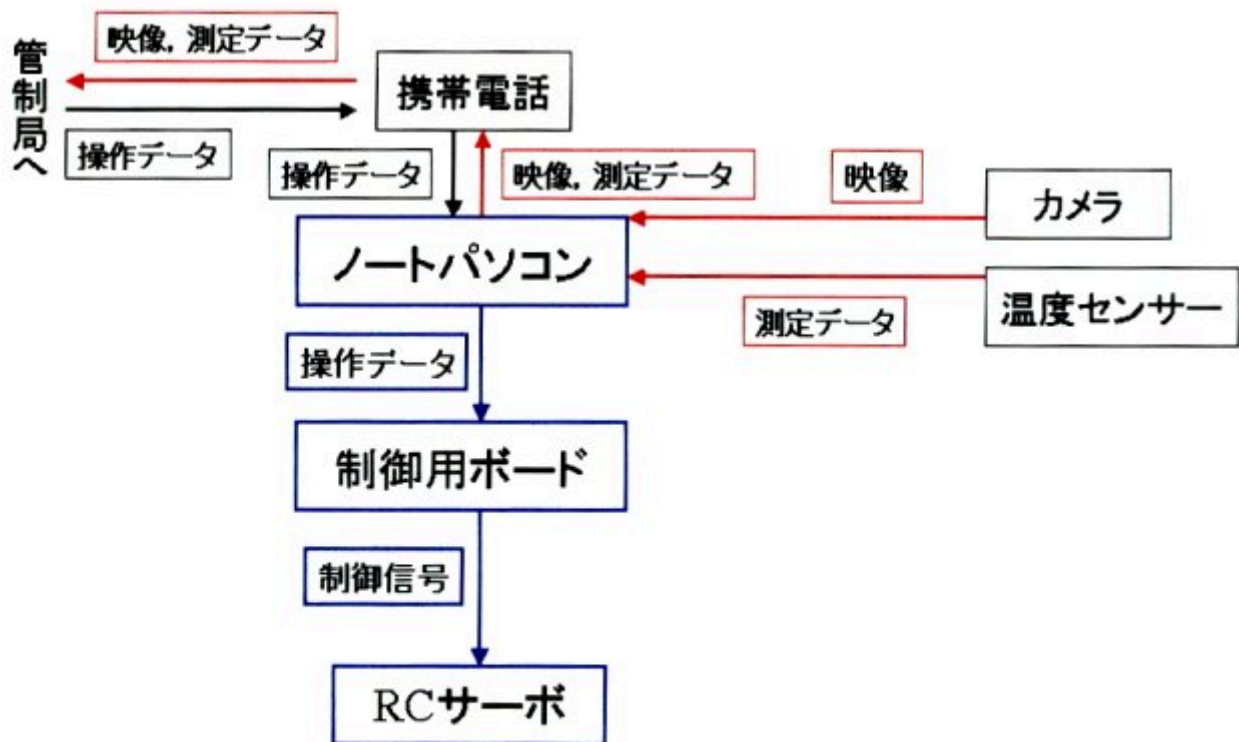 映像, 測定データ
管制局へ
携帯電話
操作データ
操作データ
映像, 測定データ
映像
カメラ
ノートパソコン
測定データ
温度センサー
操作データ
制御用ボード
制御信号
RCサーボ